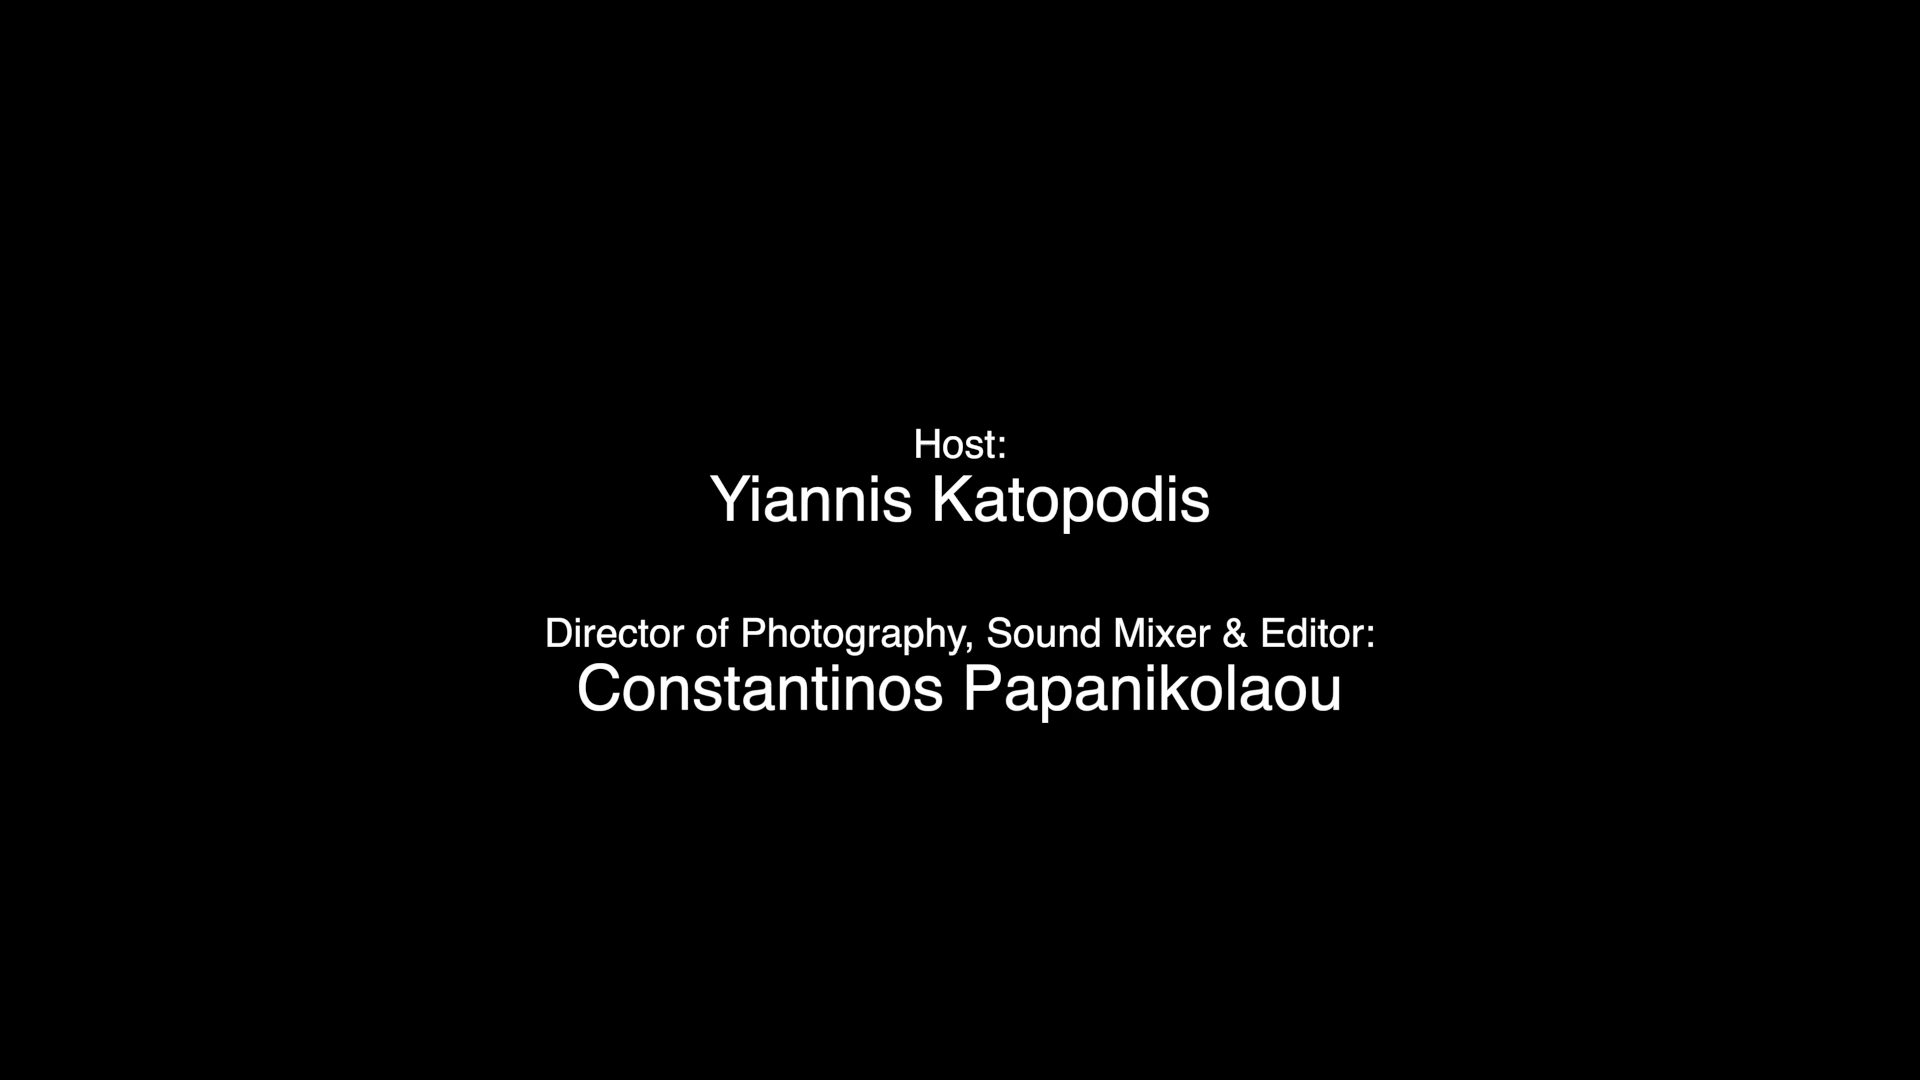 Host:
Yiannis Katopodis
Director of Photography, Sound Mixer & Editor:
Constantinos Papanikolaou